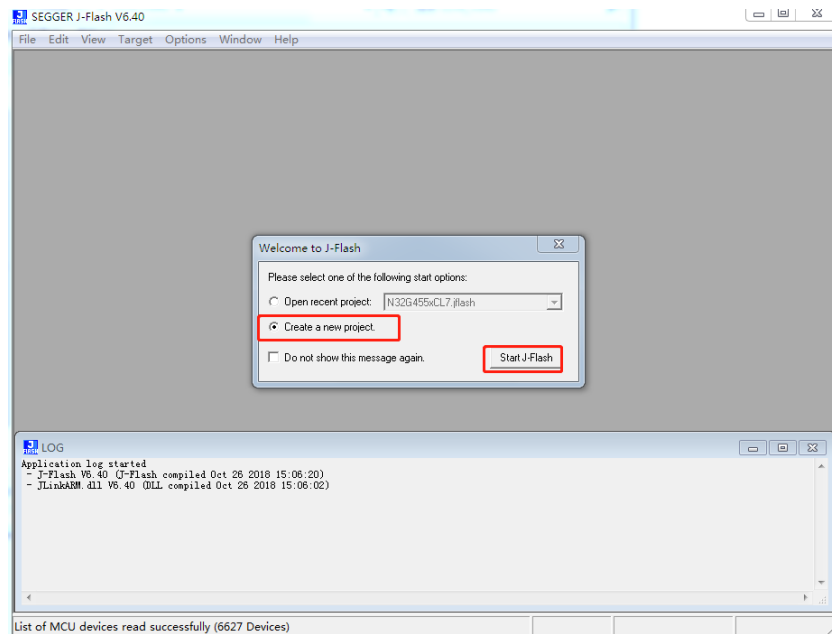 SEGGER J-Flash V6.40
File Edit View Target Options Window Help
Welcome to J-Flash
Please select one of the following start options:
Open recent project: N32G455xCL7.jflash
Create a new project.
Do not show this message again. Start J-Flash
LOG
Application log started
- J-Flash V6.40 (J-Flash compiled Oct 26 2018 15:06:20)
- JLinkARM.dll V6.40 (DLL compiled Oct 26 2018 15:06:02)
List of MCU devices read successfully (6627 Devices)